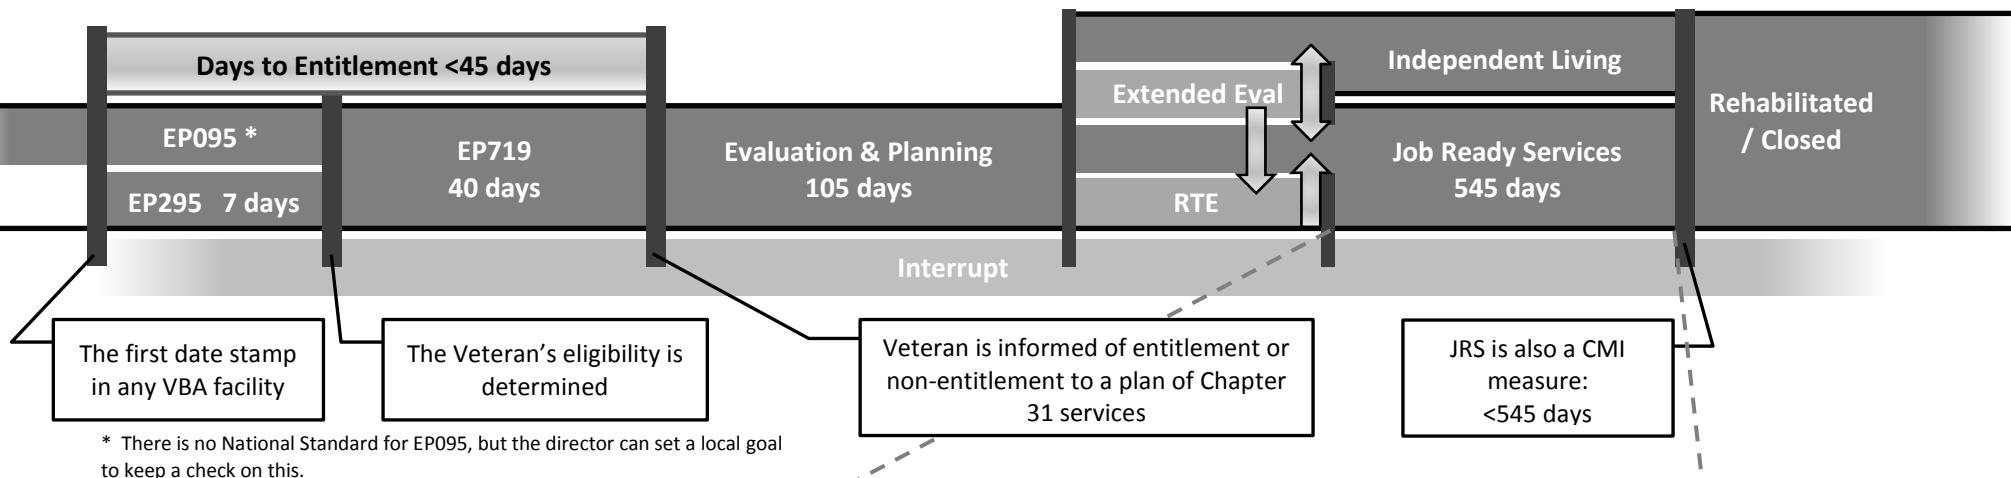 Days to Entitlement <45 days
EP095 *
EP295 7 days
EP719
40 days
Evaluation & Planning
105 days
Extended Eval
RTE
Independent Living
Job Ready Services
545 days
Rehabilitated
/ Closed
Interrupt
The first date stamp
in any VBA facility
The Veteran’s eligibility is
determined
Veteran is informed of entitlement or
non-entitlement to a plan of Chapter
31 services
JRS is also a CMI
measure:
<545 days
* There is no National Standard for EP095, but the director can set a local goal
to keep a check on this.